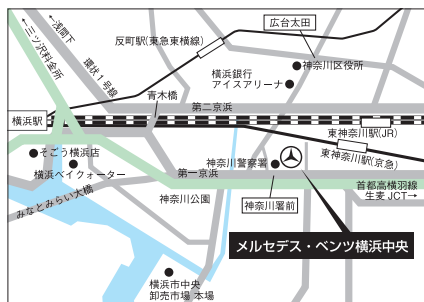 ←浅間下
←三ツ沢料金所
環状1号線
反町駅(東急東横線)
広台太田
神奈川区役所
横浜銀行
アイスアリーナ
青木橋
第二京浜
横浜駅
東神奈川駅(JR)
東神奈川駅(京急)
そごう横浜店
横浜ベイクォーター
神奈川警察署
第一京浜
首都高横羽線
生麦JCT→
みなとみらい大橋
神奈川公園
神奈川署前
メルセデス・ベンツ横浜中央
横浜市中央
卸売市場 本場